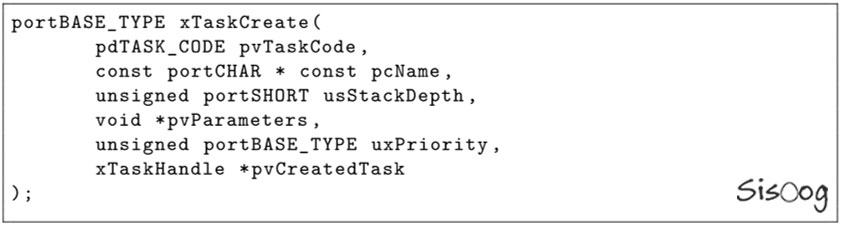 portBASE_TYPE xTaskCreate(
pdTASK_CODE pvTaskCode,
const portCHAR * const pcName,
unsigned portSHORT usStackDepth,
void *pvParameters,
unsigned portBASE_TYPE uxPriority,
xTaskHandle *pvCreatedTask
);
Sisoog